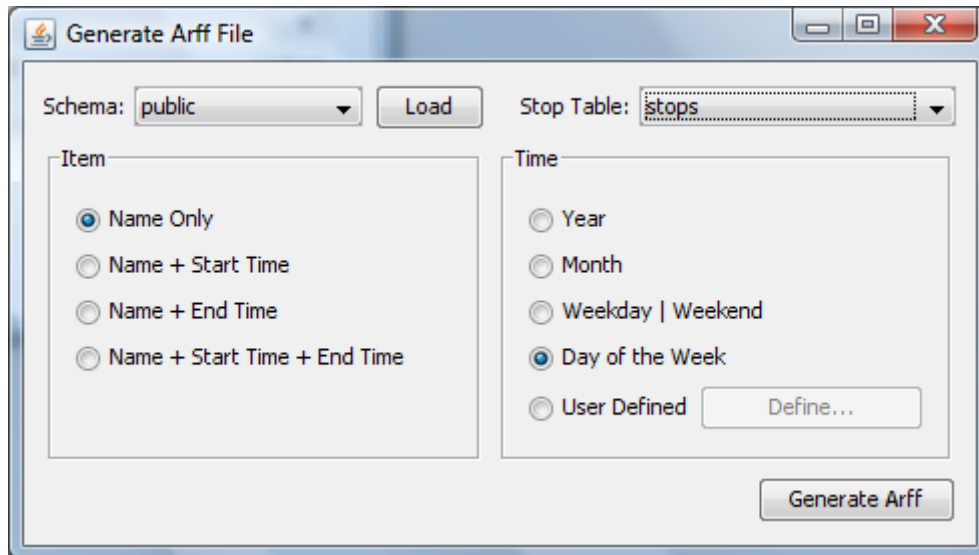 Generate Arff File
Schema: public Load Stop Table: stops
Item
Name Only
Name + Start Time
Name + End Time
Name + Start Time + End Time
Time
Year
Month
Weekday | Weekend
Day of the Week
User Defined Define...
Generate Arff